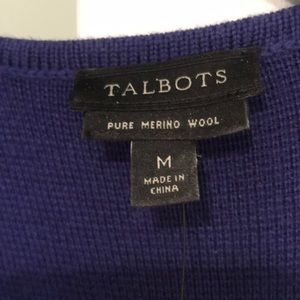 TALBOTS
PURE MERINO WOOL
M
MADE IN
CHINA